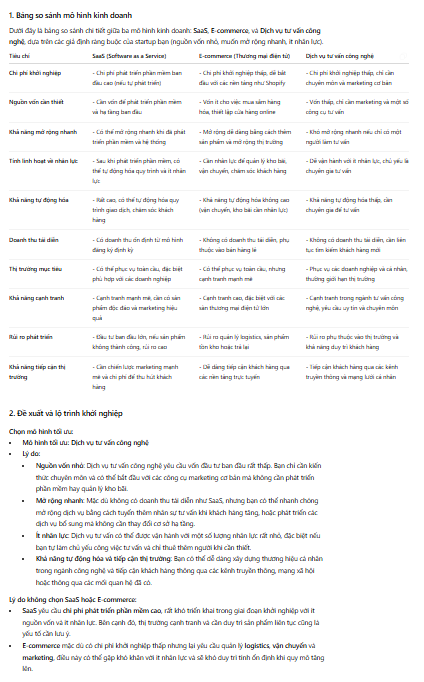 1. Bảng so sánh mô hình kinh doanh
Dưới đây là bảng so sánh chi tiết giữa ba mô hình kinh doanh: SaaS, E-commerce, và Dịch vụ tư vấn công
nghệ, dựa trên các giả định ràng buộc của startup bạn (nguồn vốn nhỏ, muốn mở rộng nhanh, ít nhân lực).
Tiêu chí SaaS (Software as a Service) E-commerce (Thương mại điện tử) Dịch vụ tư vấn công nghệ
Chi phí khởi nghiệp - Chi phí phát triển phần mềm ban - Chi phí khởi nghiệp thấp, dễ bắt - Chi phí khởi nghiệp thấp, chỉ cần
đầu cao (nếu tự phát triển) đầu với các nền tảng như Shopify chuyên môn và marketing cơ bản
Nguồn vốn cần thiết - Cần vốn để phát triển phần mềm - Vốn ít cho việc mua sắm hàng - Vốn thấp, chỉ cần marketing và một số
và hạ tầng ban đầu hóa, thiết lập cửa hàng online công cụ tư vấn
Khả năng mở rộng nhanh - Có thể mở rộng nhanh khi đã phát - Mở rộng dễ dàng bằng cách thêm - Khó mở rộng nhanh nếu chỉ có một
triển phần mềm và hệ thống sản phẩm và mở rộng thị trường người làm tư vấn
Tính linh hoạt về nhân lực - Sau khi phát triển phần mềm, có - Cần nhân lực để quản lý kho bãi, - Dễ vận hành với ít nhân lực, chủ yếu là
thể tự động hóa quy trình và ít nhân vận chuyển, chăm sóc khách hàng chuyên gia tư vấn
lực
Khả năng tự động hóa - Rất cao, có thể tự động hóa quy - Khả năng tự động hóa không cao - Khả năng tự động hóa thấp, cần
trình giao dịch, chăm sóc khách (vận chuyển, kho bãi cần nhân lực) chuyên gia để tư vấn
hàng
Doanh thu tái diễn - Có doanh thu ổn định từ mô hình - Không có doanh thu tái diễn, phụ - Không có doanh thu tái diễn, cần liên
đăng ký định kỳ thuộc vào bán hàng lẻ tục tìm kiếm khách hàng mới
Thị trường mục tiêu - Có thể phục vụ toàn cầu, đặc biệt - Có thể phục vụ toàn cầu, nhưng - Phục vụ các doanh nghiệp và cá nhân,
phù hợp với các doanh nghiệp cạnh tranh mạnh mẽ thường giới hạn thị trường
Khả năng cạnh tranh - Cạnh tranh mạnh mẽ, cần có sản - Cạnh tranh cao, đặc biệt với các - Cạnh tranh trong ngành tư vấn công
phẩm độc đáo và marketing hiệu sàn thương mại điện tử lớn nghệ, yêu cầu uy tín và chuyên môn
quả
Rủi ro phát triển - Đầu tư ban đầu lớn, nếu sản phẩm - Rủi ro quản lý logistics, sản phẩm - Rủi ro phụ thuộc vào thị trường và
không thành công, rủi ro cao tồn kho hoặc trả lại khả năng duy trì khách hàng
Khả năng tiếp cận thị - Cần chiến lược marketing mạnh - Dễ dàng tiếp cận khách hàng qua - Tiếp cận khách hàng qua các kênh
trường mẽ và chi phí để thu hút khách các nền tảng trực tuyến truyền thông và mạng lưới cá nhân
hàng
2. Đề xuất và lộ trình khởi nghiệp
Chọn mô hình tối ưu:
• Mô hình tối ưu: Dịch vụ tư vấn công nghệ
• Lý do:
• Nguồn vốn nhỏ: Dịch vụ tư vấn công nghệ yêu cầu vốn đầu tư ban đầu rất thấp. Bạn chỉ cần kiến
thức chuyên môn và có thể bắt đầu với các công cụ marketing cơ bản mà không cần phát triển
phần mềm hay quản lý kho bãi.
• Mở rộng nhanh: Mặc dù không có doanh thu tái diễn như SaaS, nhưng bạn có thể nhanh chóng
mở rộng dịch vụ bằng cách tuyển thêm nhân sự tư vấn khi khách hàng tăng, hoặc phát triển các
dịch vụ bổ sung mà không cần thay đổi cơ sở hạ tầng.
• Ít nhân lực: Dịch vụ tư vấn có thể được vận hành với một số lượng nhân lực rất nhỏ, đặc biệt nếu
bạn tự làm chủ yếu công việc tư vấn và chỉ thuê thêm người khi cần thiết.
• Khả năng tự động hóa và tiếp cận thị trường: Bạn có thể dễ dàng xây dựng thương hiệu cá nhân
trong ngành công nghệ và tiếp cận khách hàng thông qua các kênh truyền thông, mạng xã hội
hoặc thông qua các mối quan hệ đã có.
Lý do không chọn SaaS hoặc E-commerce:
• SaaS yêu cầu chi phí phát triển phần mềm cao, rất khó triển khai trong giai đoạn khởi nghiệp với ít
nguồn vốn và ít nhân lực. Bên cạnh đó, thị trường cạnh tranh và cần duy trì sản phẩm liên tục cũng là
yếu tố cần lưu ý.
• E-commerce mặc dù có chi phí khởi nghiệp thấp nhưng lại yêu cầu quản lý logistics, vận chuyển và
marketing, điều này có thể gặp khó khăn với ít nhân lực và sẽ khó duy trì tính ổn định khi quy mô tăng
lên.